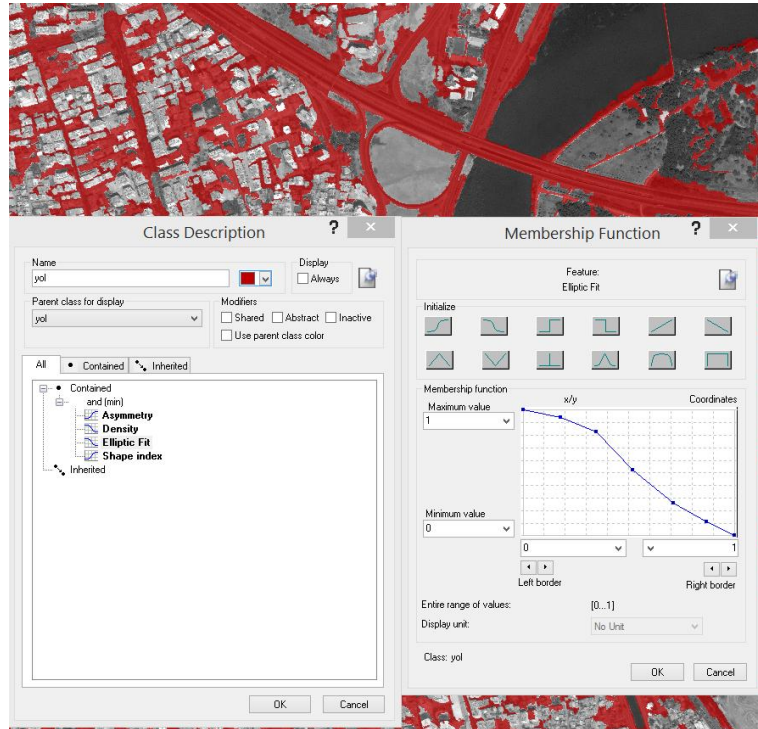 Class Description
?
×
Name
yol
Display
Always
Parent class for display
yol
Modifiers
Shared
Abstract
Inactive
Use parent class color
All
Contained
Inherited
Contained
and (min)
Asymmetry
Density
Elliptic Fit
Shape index
Inherited
OK
Cancel
Membership Function
?
×
Feature:
Elliptic Fit
Initialize
Membership function
Maximum value
1
x/y
Coordinates
Minimum value
0
0
1
Left border
Right border
Entire range of values:
[0...1]
Display unit:
No Unit
Class: yol
OK
Cancel